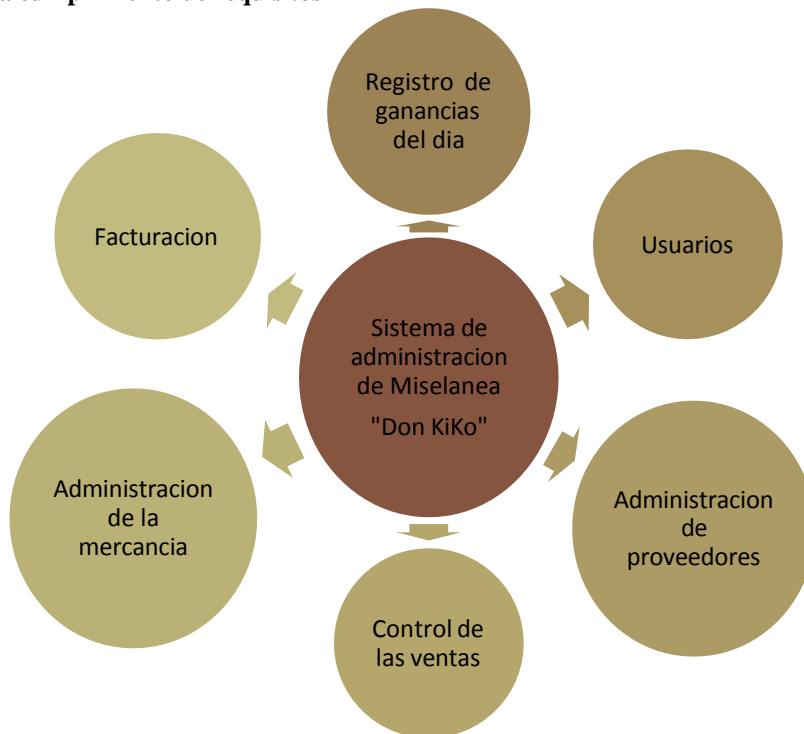 Registro de
ganancias
del dia
Facturacion
Usuarios
Sistema de
administracion
de Miselanea
"Don KiKo"
Administracion
de la
mercancia
Administracion
de
proveedores
Control de
las ventas